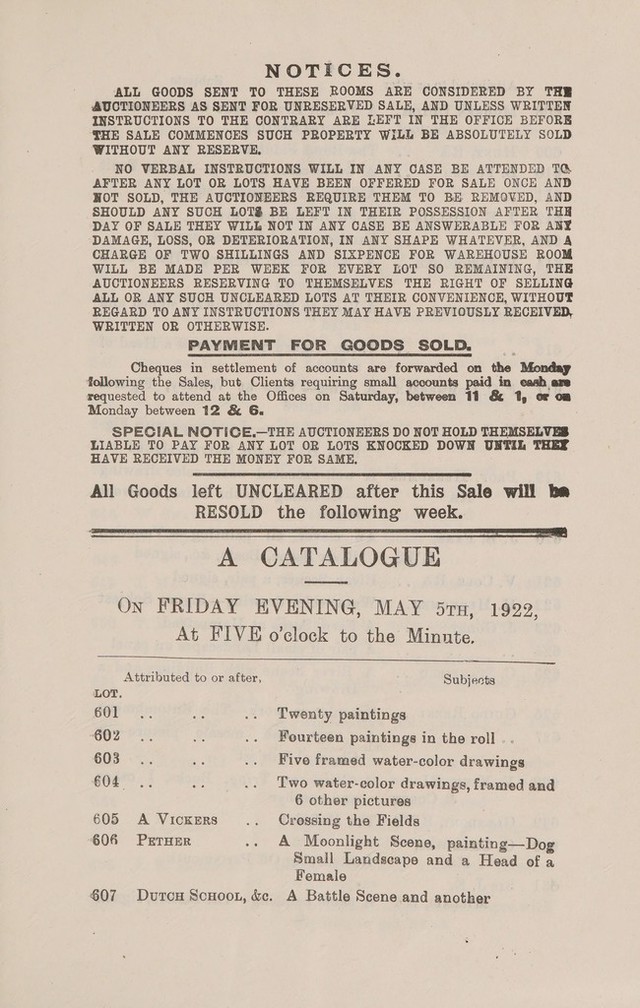 NOTICES.
ALL GOODS SENT TO THESE ROOMS ARE CONSIDERED BY THE
AUCTIONEERS AS SENT FOR UNRESERVED SALE, AND UNLESS WRITTEN
INSTRUCTIONS TO THE CONTRARY ARE LEFT IN THE OFFICE BEFORE
THE SALE COMMENCES SUCH PROPERTY WILL BE ABSOLUTELY SOLD
WITHOUT ANY RESERVE.
NO VERBAL INSTRUCTIONS WILL IN ANY CASE BE ATTENDED TO.
AFTER ANY LOT OR LOTS HAVE BEEN OFFERED FOR SALE ONCE AND
NOT SOLD, THE AUCTIONEERS REQUIRE THEM TO BE REMOVED, AND
SHOULD ANY SUCH LOTS BE LEFT IN THEIR POSSESSION AFTER THE
DAY OF SALE THEY WILL NOT IN ANY CASE BE ANSWERABLE FOR ANY
DAMAGE, LOSS, OR DETERIORATION, IN ANY SHAPE WHATEVER, AND A
CHARGE OF TWO SHILLINGS AND SIXPENCE FOR WAREHOUSE ROOM
WILL BE MADE PER WEEK FOR EVERY LOT SO REMAINING, THE
AUCTIONEERS RESERVING TO THEMSELVES THE RIGHT OF SELLING
ALL OR ANY SUCH UNCLEARED LOTS AT THEIR CONVENIENCE, WITHOUT
REGARD TO ANY INSTRUCTIONS THEY MAY HAVE PREVIOUSLY RECEIVED,
WRITTEN OR OTHERWISE.
PAYMENT FOR GOODS SOLD.
Cheques in settlement of accounts are forwarded on the Monday
following the Sales, but Clients requiring small accounts paid in cash are
requested to attend at the Offices on Saturday, between 11 & 1, or on
Monday between 12 & 6.
SPECIAL NOTICE.—THE AUCTIONEERS DO NOT HOLD THEMSELVES
LIABLE TO PAY FOR ANY LOT OR LOTS KNOCKED DOWN UNTIL THEY
HAVE RECEIVED THE MONEY FOR SAME.
All Goods left UNCLEARED after this Sale will be
RESOLD the following week.
A CATALOGUE
ON FRIDAY EVENING, MAY 5TH, 1922,
At FIVE o'clock to the Minute.
Attributed to or after, Subjects
LOT.
601 .. .. .. Twenty paintings
602 .. .. .. Fourteen paintings in the roll ..
603 .. .. .. Five framed water-color drawings
604 .. .. .. Two water-color drawings, framed and
6 other pictures
605 A VICKERS .. Crossing the Fields
606 PETHER .. A Moonlight Scene, painting—Dog
Small Landscape and a Head of a
Female
607 DUTCH SCHOOL, &c. A Battle Scene and another